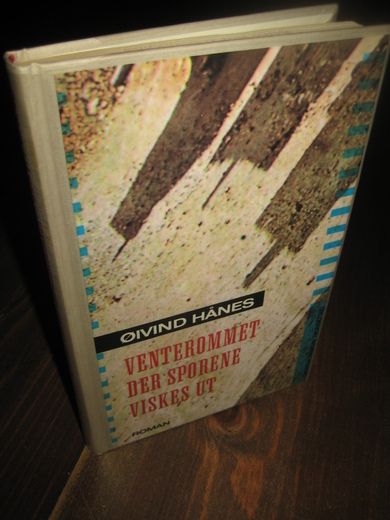 ØIVIND HÅNES
VENTEROMMET
DER SPORENE
VISKES UT
ROMAN